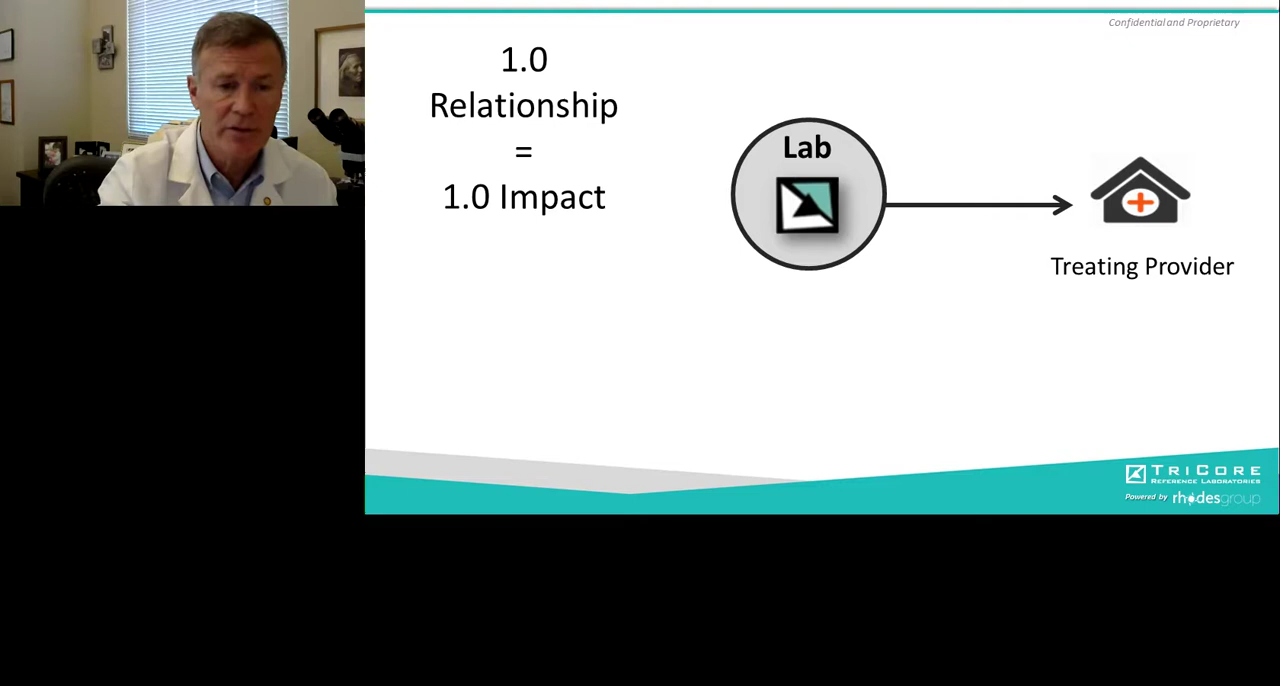 Confidential and Proprietary
1.0
Relationship
=
1.0 Impact
Lab
Treating Provider
TRICORE
REFERENCE LABORATORIES
Powered by rhodesgroup